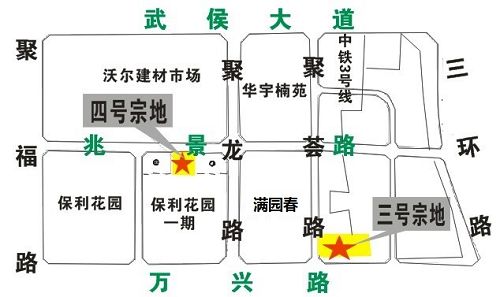 武侯大道
聚福路
沃尔建材市场
聚龙路
华宇楠苑
聚荟路
中铁3号线
三环路
四号宗地
兆景路
保利花园
保利花园
一期
满园春
三号宗地
万兴路